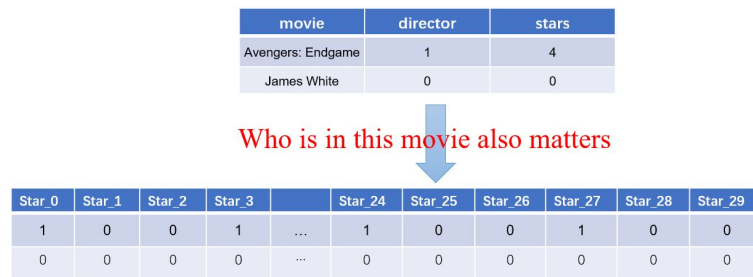 movie director stars
Avengers: Endgame 1 4
James White 0 0
Who is in this movie also matters
Star_0 Star_1 Star_2 Star_3 Star_24 Star_25 Star_26 Star_27 Star_28 Star_29
1 0 0 1 ... 1 0 0 1 0 0
0 0 0 0 ... 0 0 0 0 0 0